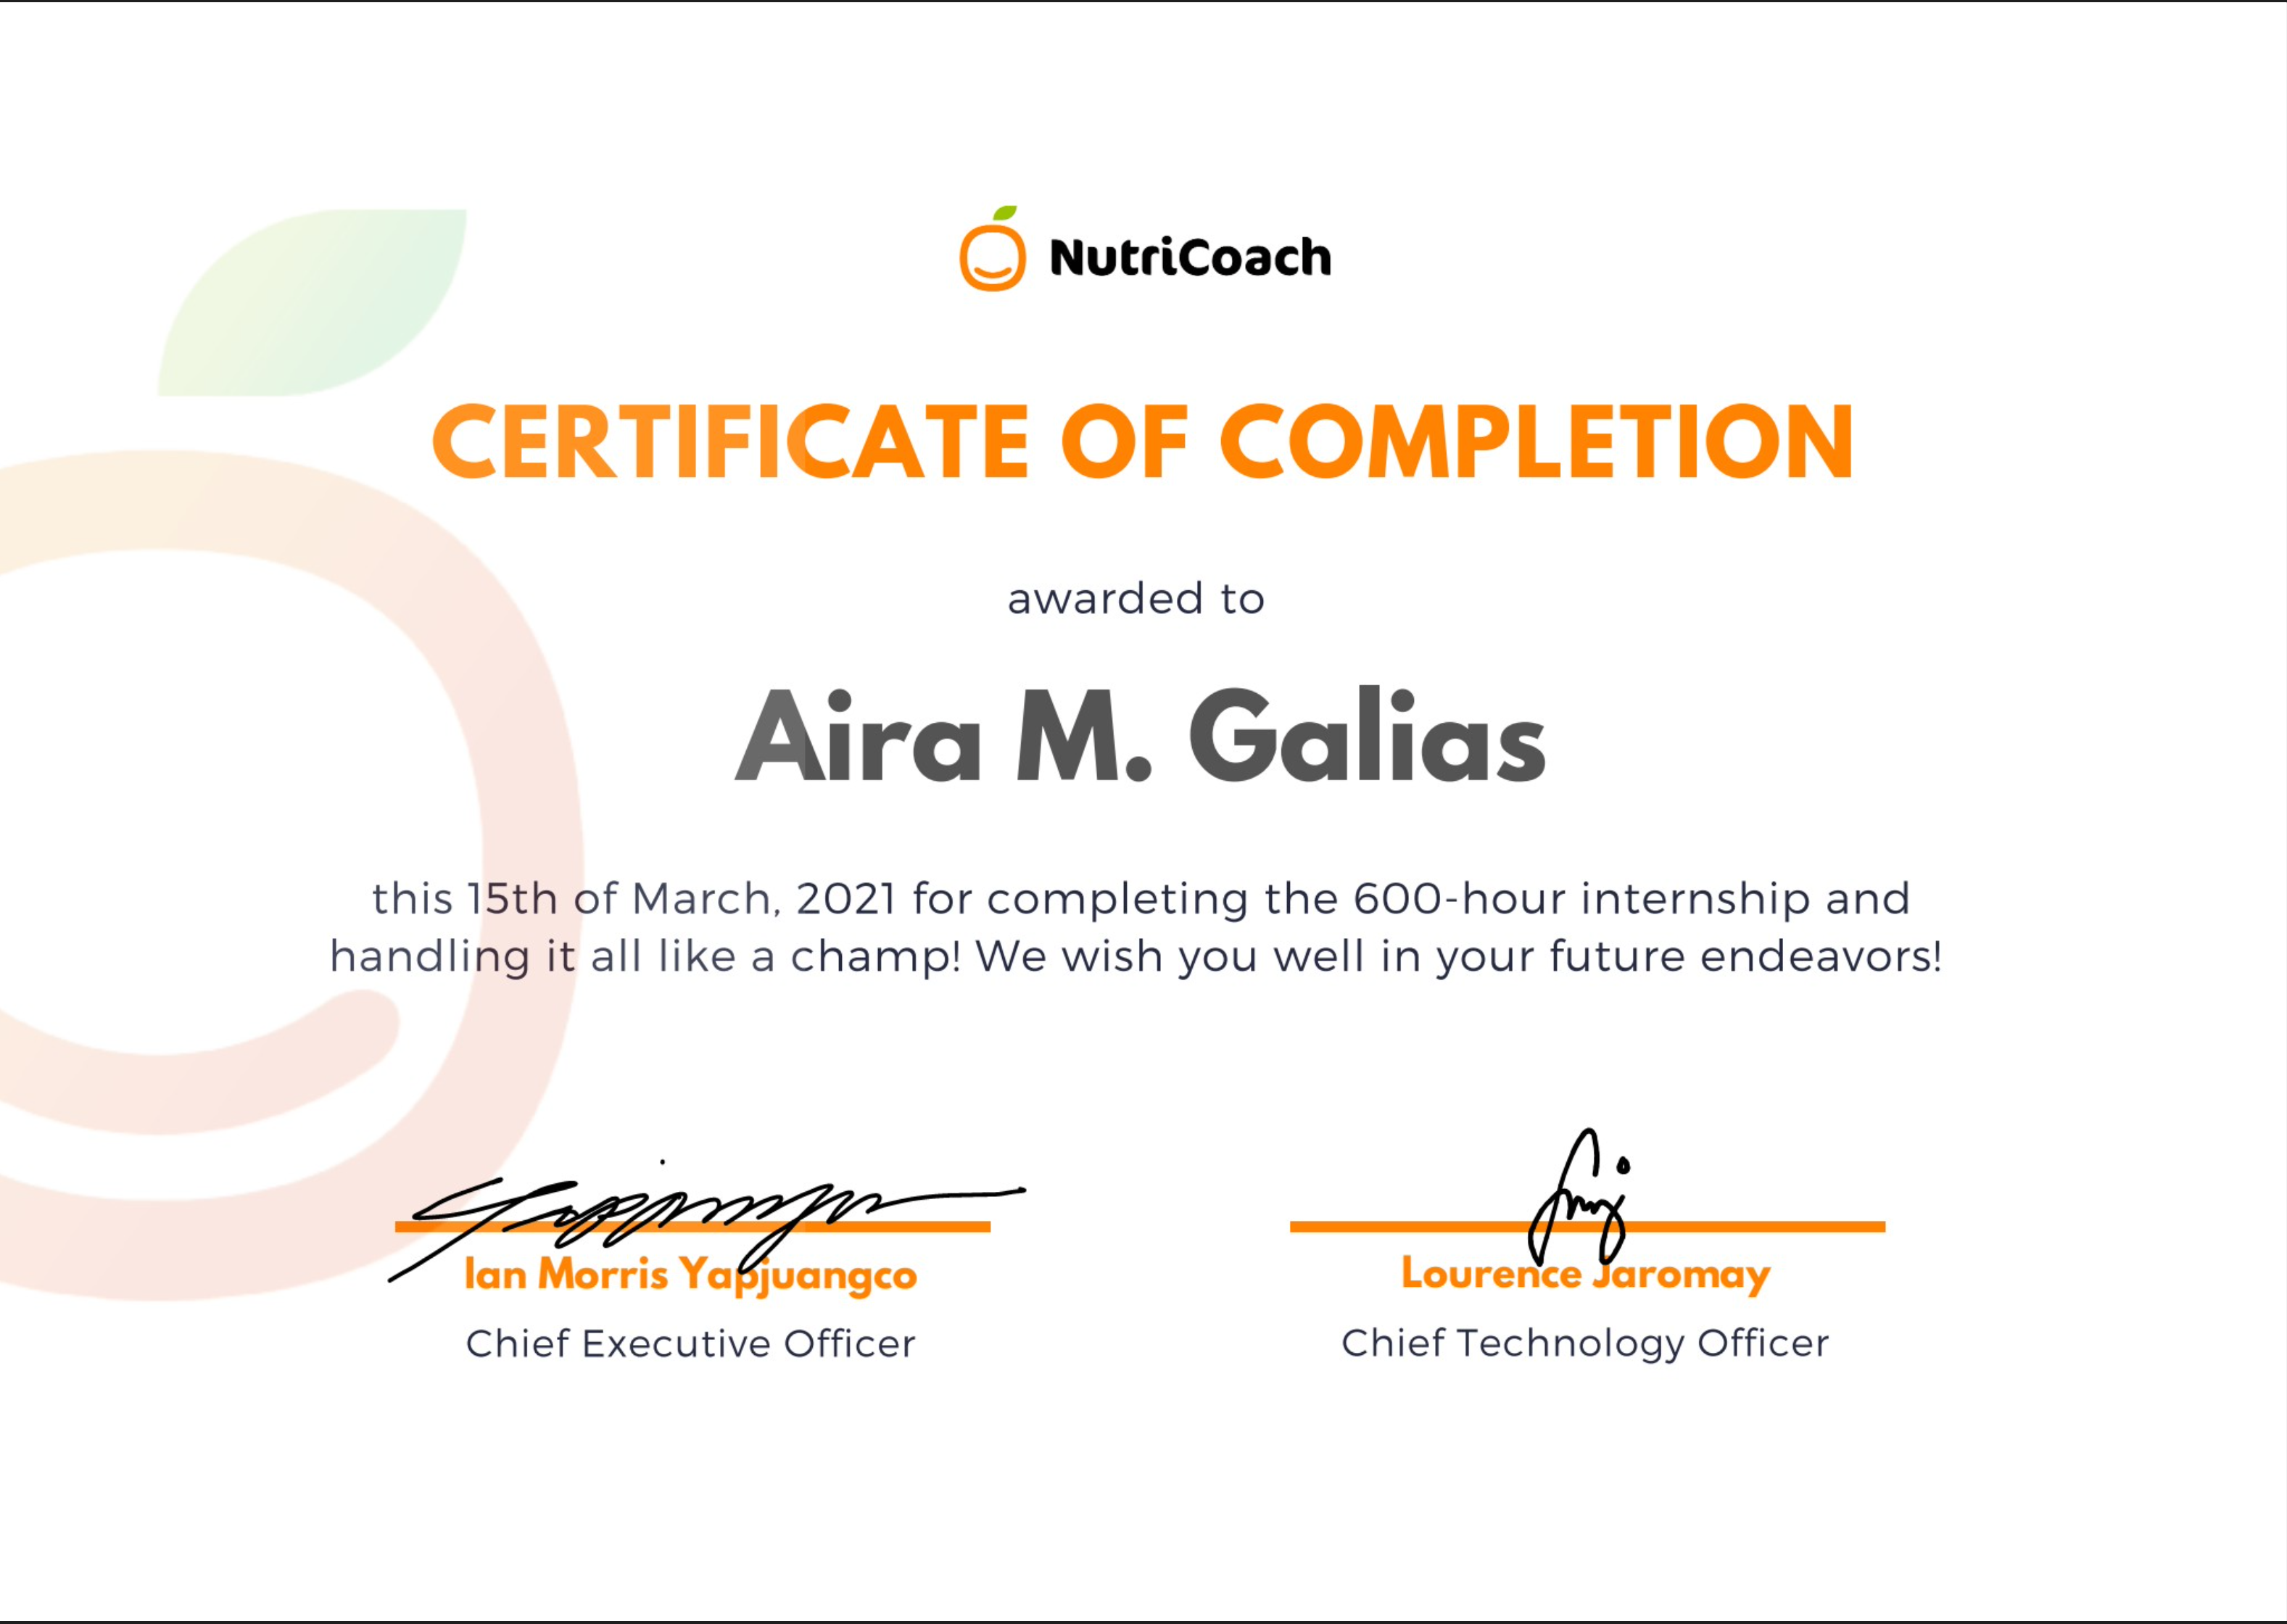 NutriCoach
CERTIFICATE OF COMPLETION
awarded to
Aira M. Galias
this 15th of March, 2021 for completing the 600-hour internship and
handling it all like a champ! We wish you well in your future endeavors!
Ian Morris Yapjuangco
Chief Executive Officer
Lourence Jaromay
Chief Technology Officer